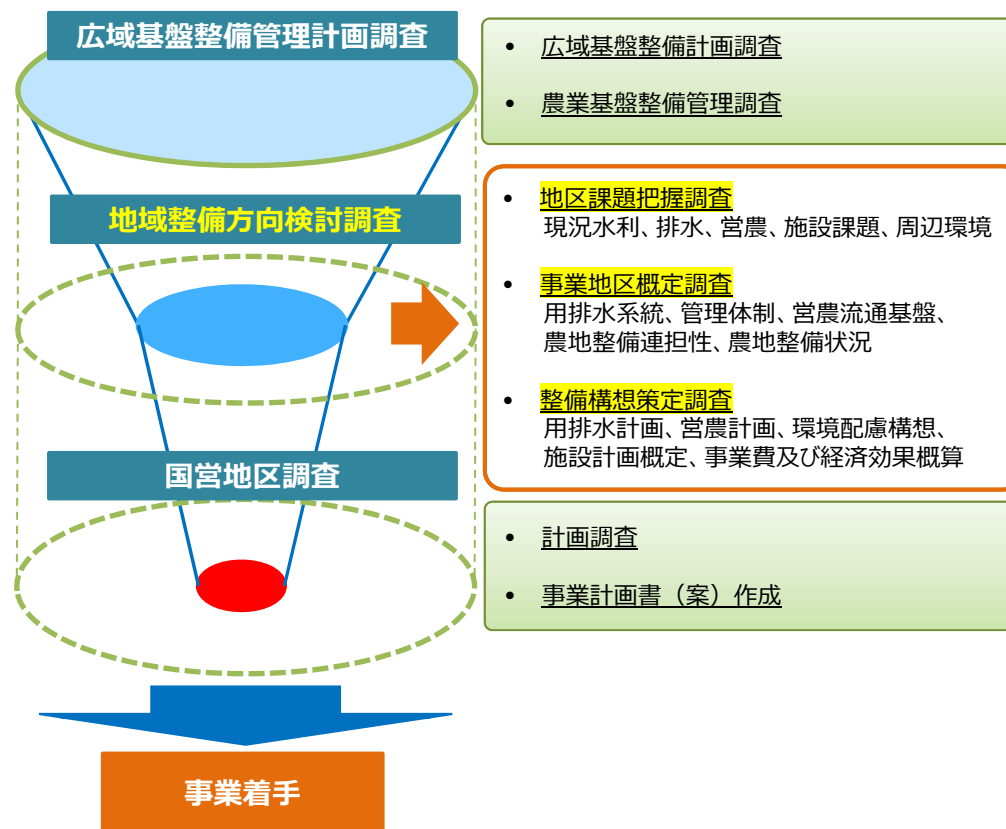 広域基盤整備管理計画調査
• 広域基盤整備計画調査
• 農業基盤整備管理調査
地域整備方向検討調査
• 地区課題把握調査
現況水利、排水、営農、施設課題、周辺環境
• 事業地区概定調査
用排水系統、管理体制、営農流通基盤、
農地整備連担性、農地整備状況
• 整備構想策定調査
用排水計画、営農計画、環境配慮構想、
施設計画概定、事業費及び経済効果概算
国営地区調査
• 計画調査
• 事業計画書（案）作成
事業着手